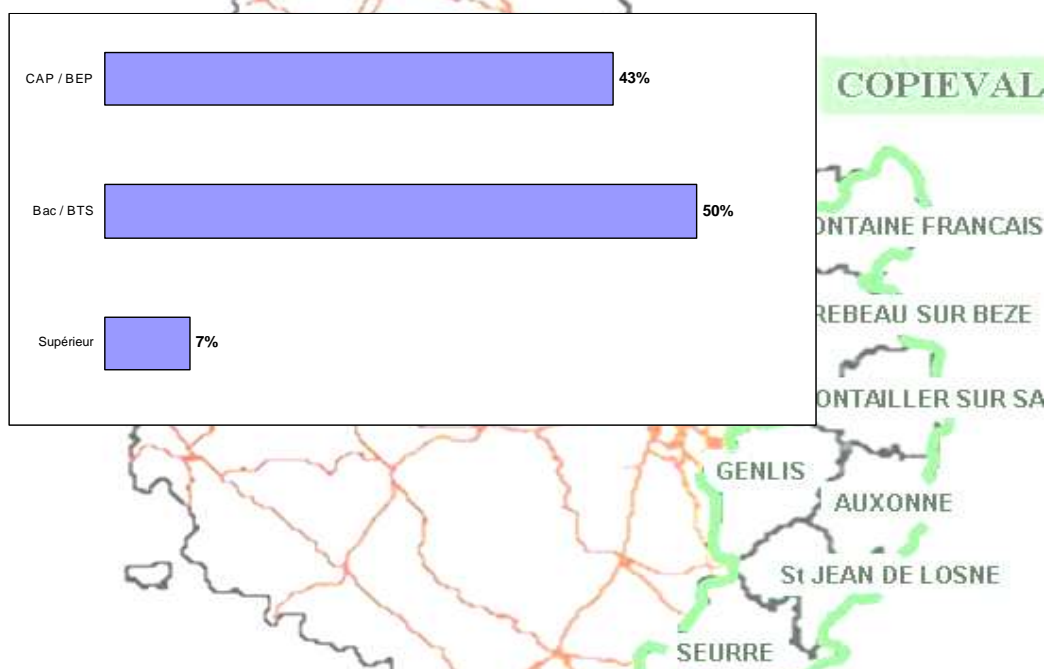 CAP / BEP
43%
Bac / BTS
50%
Supérieur
7%
COPIEVAL
ONTAINE FRANCAIS
REBEAU SUR BEZE
ONTAILLER SUR SA
GENLIS
AUXONNE
St JEAN DE LOSNE
SEURRE